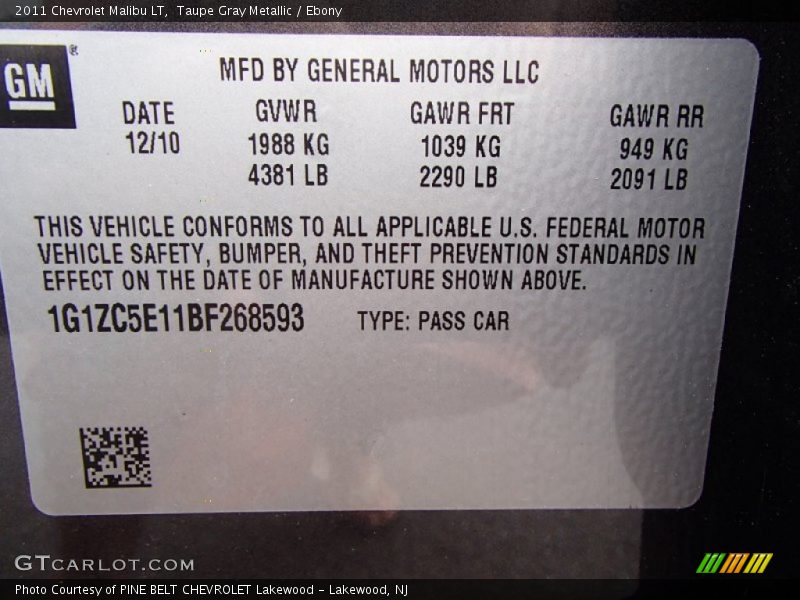 2011 Chevrolet Malibu LT,  Taupe Gray Metallic / Ebony
GM®
MFD BY GENERAL MOTORS LLC
DATE GVWR GAWR FRT GAWR RR
12/10 1988 KG 1039 KG 949 KG
4381 LB 2290 LB 2091 LB
THIS VEHICLE CONFORMS TO ALL APPLICABLE U.S. FEDERAL MOTOR
VEHICLE SAFETY, BUMPER, AND THEFT PREVENTION STANDARDS IN
EFFECT ON THE DATE OF MANUFACTURE SHOWN ABOVE.
1G1ZC5E11BF268593 TYPE: PASS CAR
GTCARLOT.COM
Photo Courtesy of PINE BELT CHEVROLET Lakewood - Lakewood, NJ